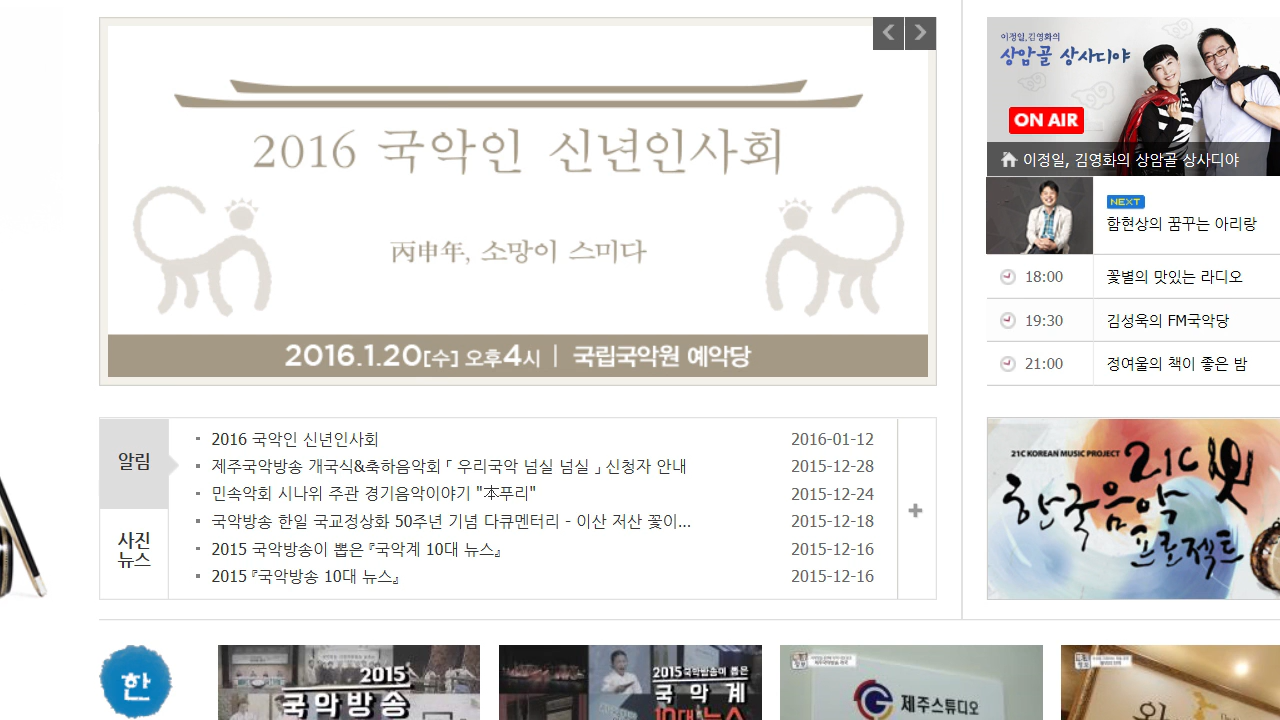 2016 국악인 신년인사회
丙申年, 소망이 스미다
2016.1.20[수] 오후4시 | 국립국악원 예악당
이정일,김영화의
상암골 상사디야
ON AIR
이정일, 김영화의 상암골 상사디야
NEXT
함현상의 꿈꾸는 아리랑
18:00 꽃별의 맛있는 라디오
19:30 김성욱의 FM국악당
21:00 정여울의 책이 좋은 밤
알림
사진
뉴스
2016 국악인 신년인사회 2016-01-12
제주국악방송 개국식&축하음악회「 우리국악 넘실 넘실 」신청자 안내 2015-12-28
민속악회 시나위 주관 경기음악이야기 "本푸리" 2015-12-24
국악방송 한일 국교정상화 50주년 기념 다큐멘터리 - 이산 저산 꽃이... 2015-12-18
2015 국악방송이 뽑은『국악계 10대 뉴스』 2015-12-16
2015『국악방송 10대 뉴스』 2015-12-16
21C KOREAN MUSIC PROJECT
21C
한국음악
프로젝트
한
2015
국악방송
2015국악방송이 뽑은
국악계
10대 뉴스
제주스튜디오